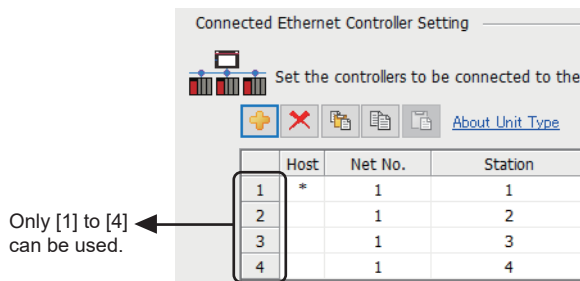 Connected Ethernet Controller Setting
Set the controllers to be connected to the
About Unit Type
Host Net No. Station
1 * 1 1
2 1 2
3 1 3
4 1 4
Only [1] to [4]
can be used.